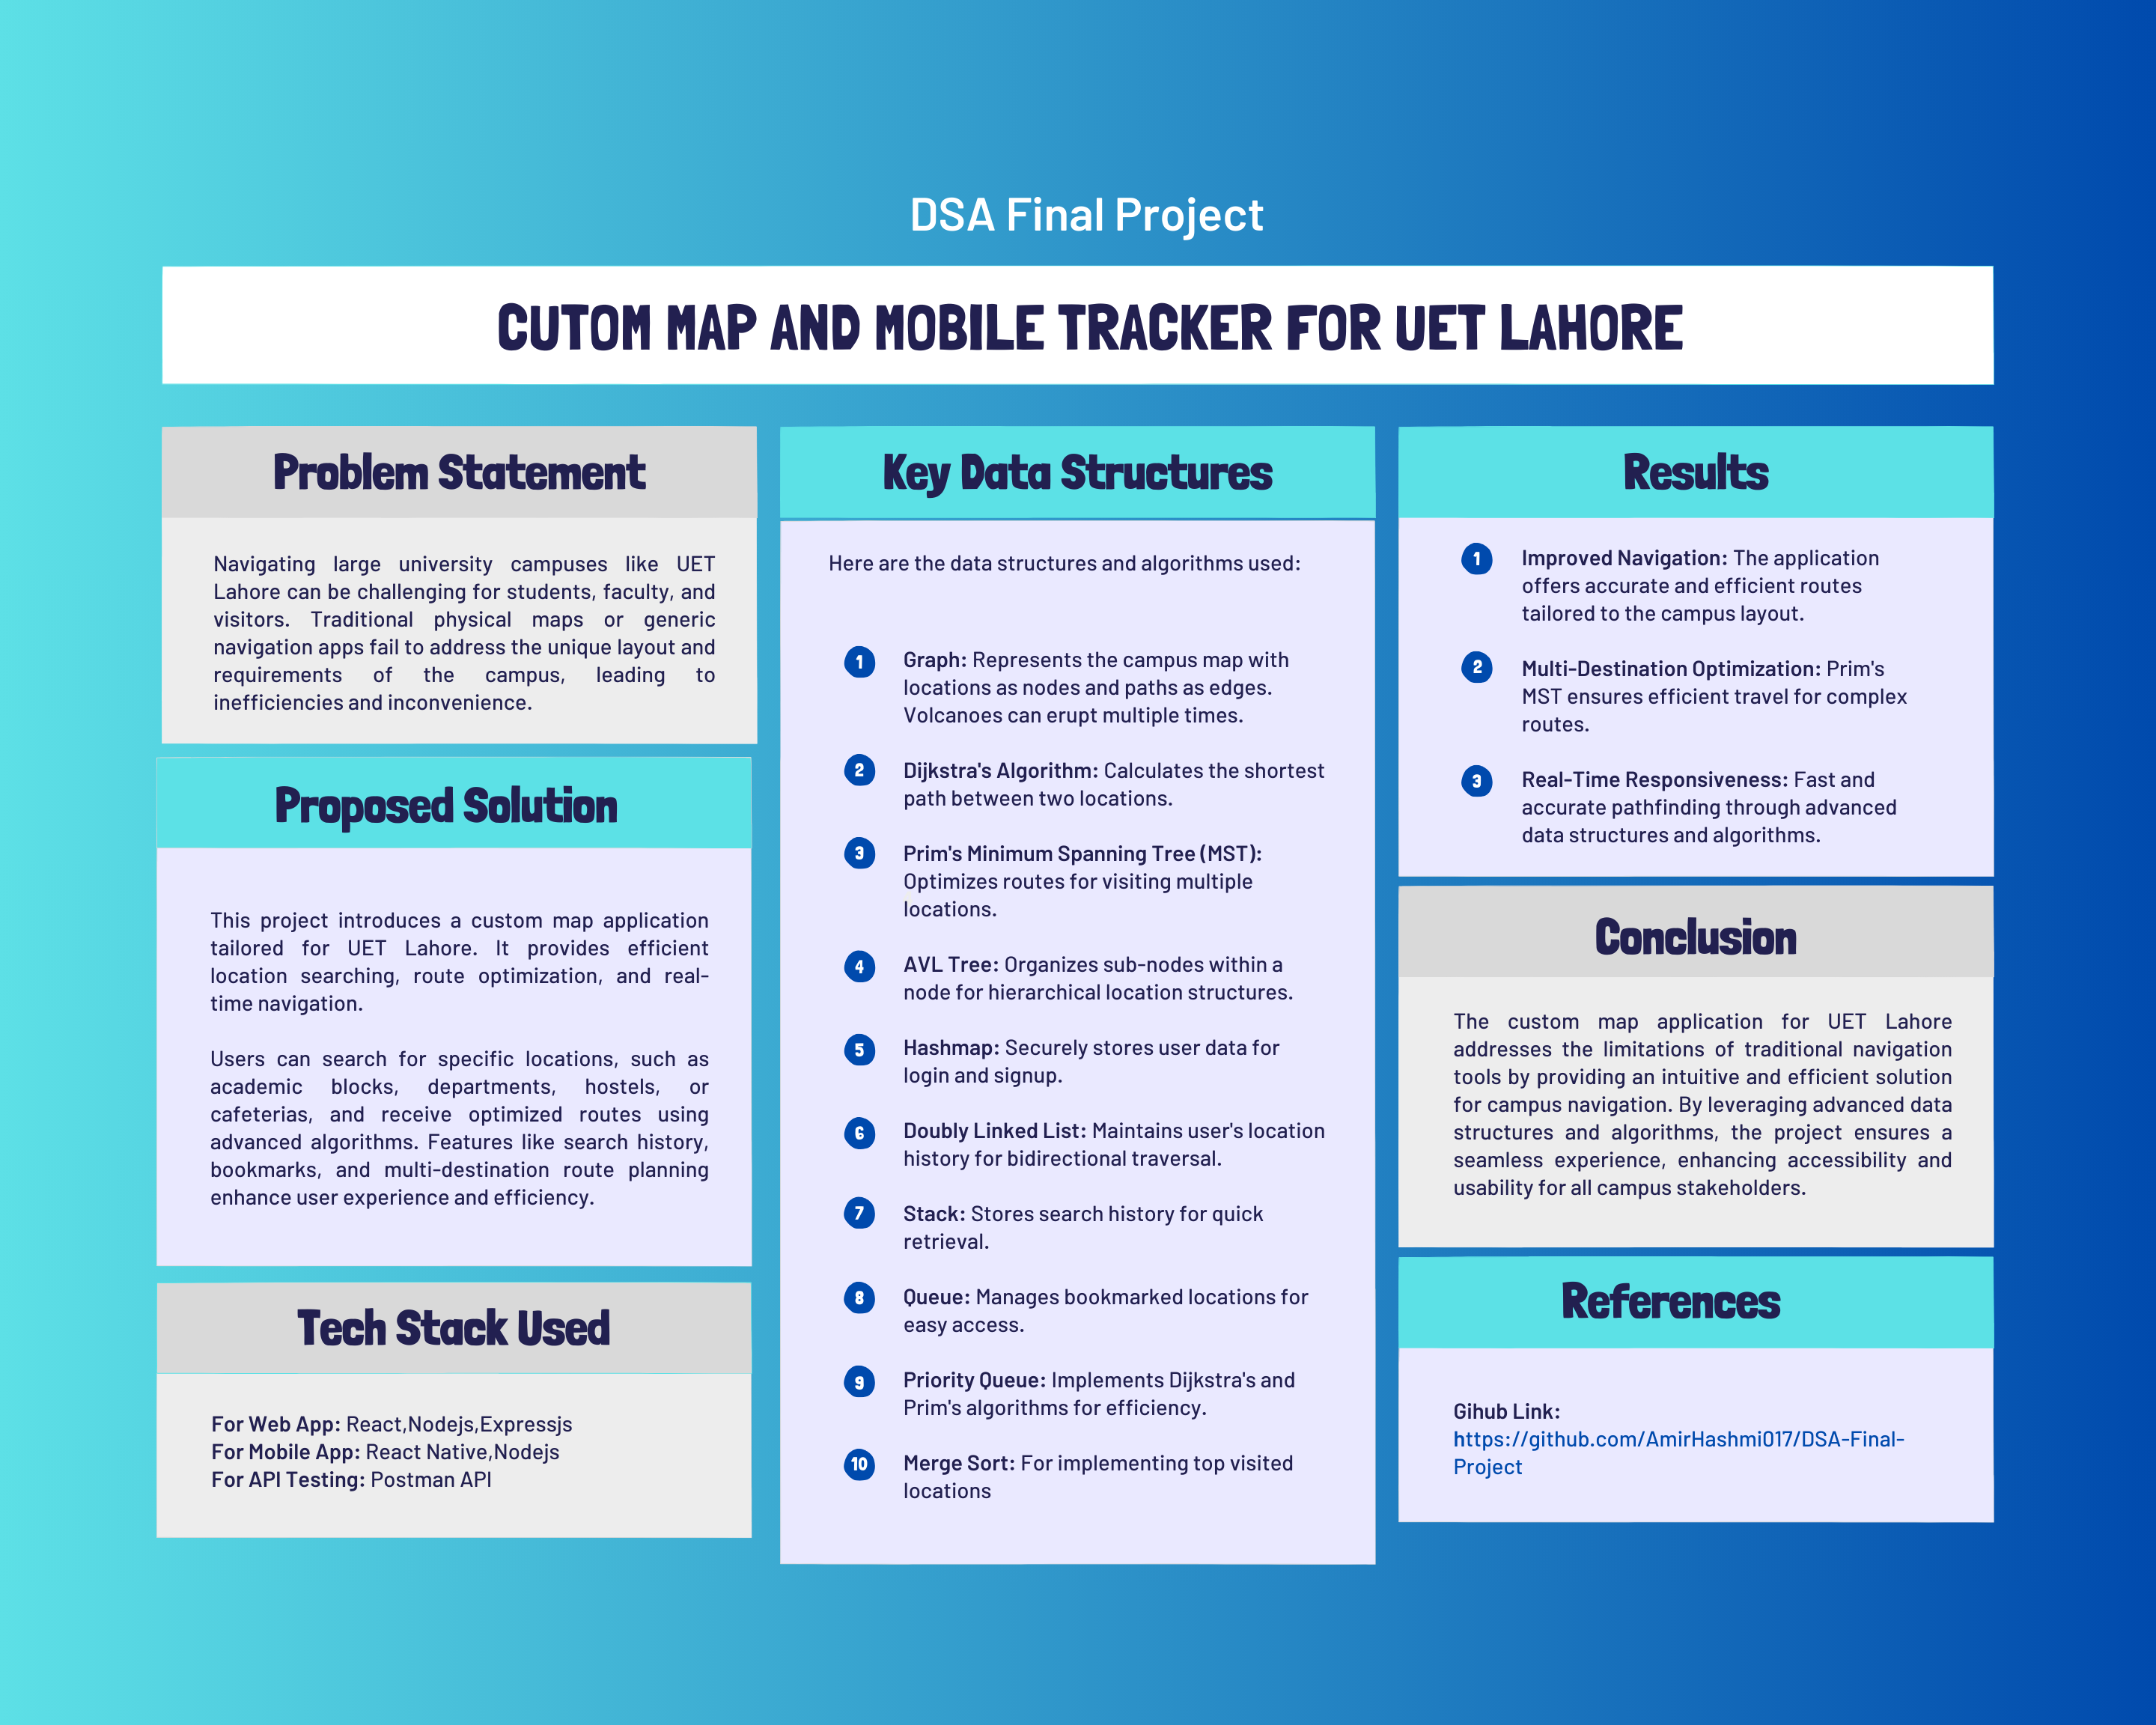 DSA Final Project
CUTOM MAP AND MOBILE TRACKER FOR UET LAHORE
Problem Statement
Navigating large university campuses like UET
Lahore can be challenging for students, faculty, and
visitors. Traditional physical maps or generic
navigation apps fail to address the unique layout and
requirements of the campus, leading to
inefficiencies and inconvenience.
Proposed Solution
This project introduces a custom map application
tailored for UET Lahore. It provides efficient
location searching, route optimization, and real-
time navigation.
Users can search for specific locations, such as
academic blocks, departments, hostels, or
cafeterias, and receive optimized routes using
advanced algorithms. Features like search history,
bookmarks, and multi-destination route planning
enhance user experience and efficiency.
Tech Stack Used
For Web App: React,Nodejs,Expressjs
For Mobile App: React Native,Nodejs
For API Testing: Postman API
Key Data Structures
Here are the data structures and algorithms used:
1 Graph: Represents the campus map with
locations as nodes and paths as edges.
Volcanoes can erupt multiple times.
2 Dijkstra's Algorithm: Calculates the shortest
path between two locations.
3 Prim's Minimum Spanning Tree (MST):
Optimizes routes for visiting multiple
locations.
4 AVL Tree: Organizes sub-nodes within a
node for hierarchical location structures.
5 Hashmap: Securely stores user data for
login and signup.
6 Doubly Linked List: Maintains user's location
history for bidirectional traversal.
7 Stack: Stores search history for quick
retrieval.
8 Queue: Manages bookmarked locations for
easy access.
9 Priority Queue: Implements Dijkstra's and
Prim's algorithms for efficiency.
10 Merge Sort: For implementing top visited
locations
Results
1 Improved Navigation: The application
offers accurate and efficient routes
tailored to the campus layout.
2 Multi-Destination Optimization: Prim's
MST ensures efficient travel for complex
routes.
3 Real-Time Responsiveness: Fast and
accurate pathfinding through advanced
data structures and algorithms.
Conclusion
The custom map application for UET Lahore
addresses the limitations of traditional navigation
tools by providing an intuitive and efficient solution
for campus navigation. By leveraging advanced data
structures and algorithms, the project ensures a
seamless experience, enhancing accessibility and
usability for all campus stakeholders.
References
Gihub Link:
https://github.com/AmirHashmi017/DSA-Final-
Project